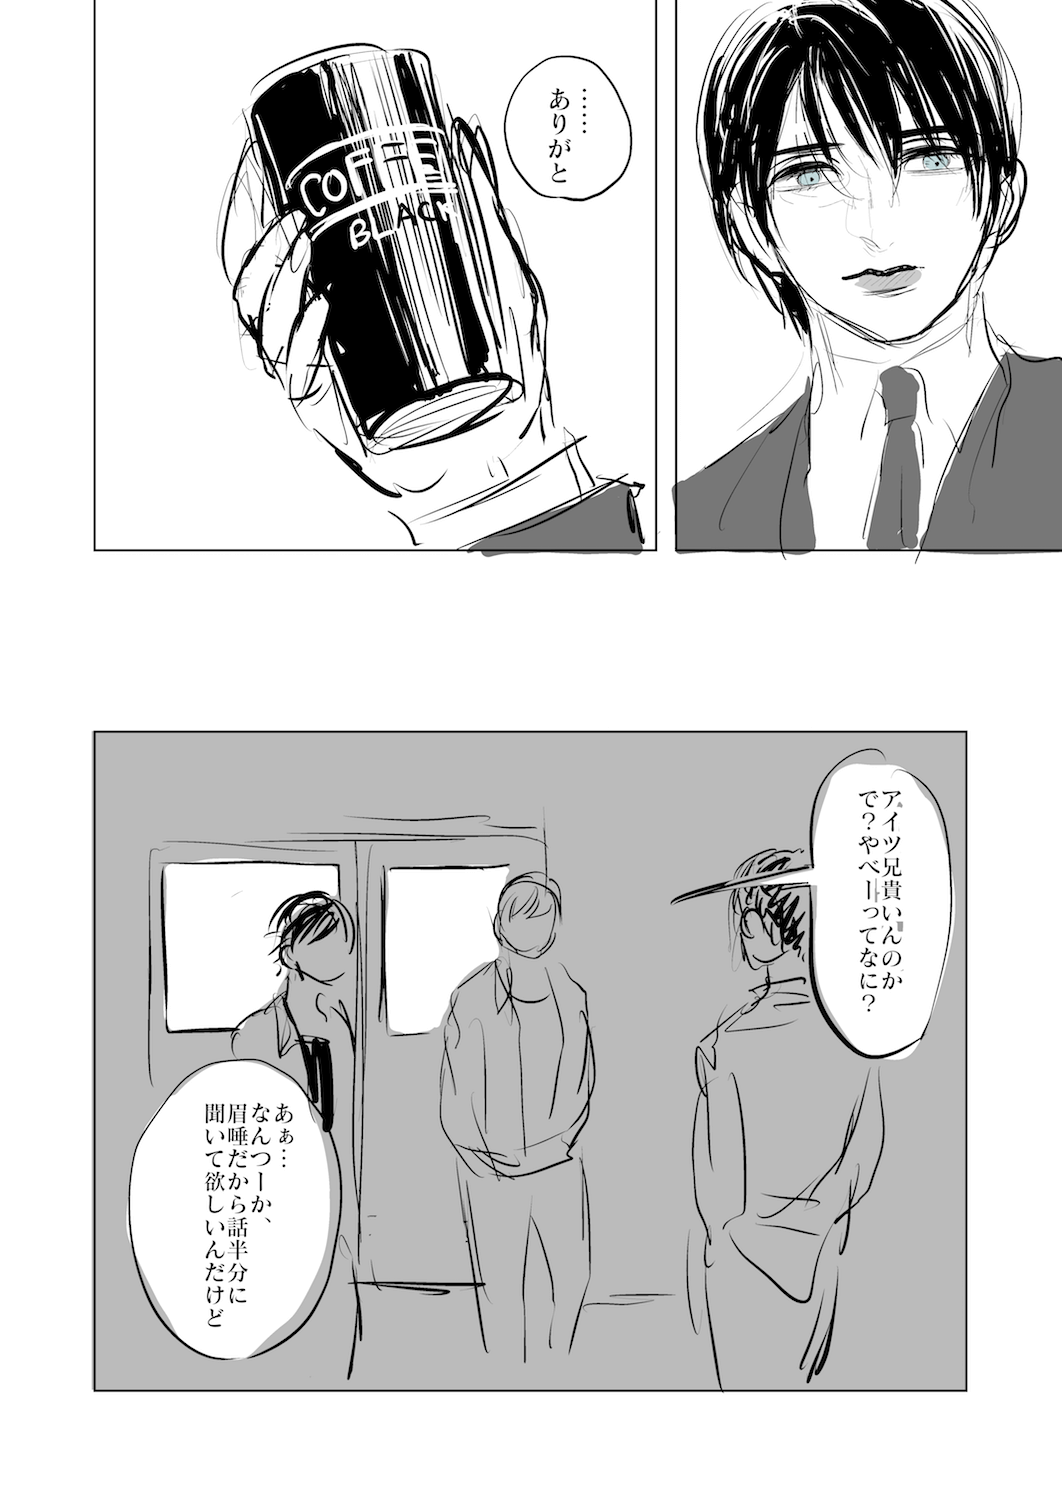 ……
ありがと
COFFEE
BLACK
アイツ兄貴いんのか
で？やべーってなに？
あぁ…
なんつーか、
眉唾だから話半分に
聞いて欲しいんだけど